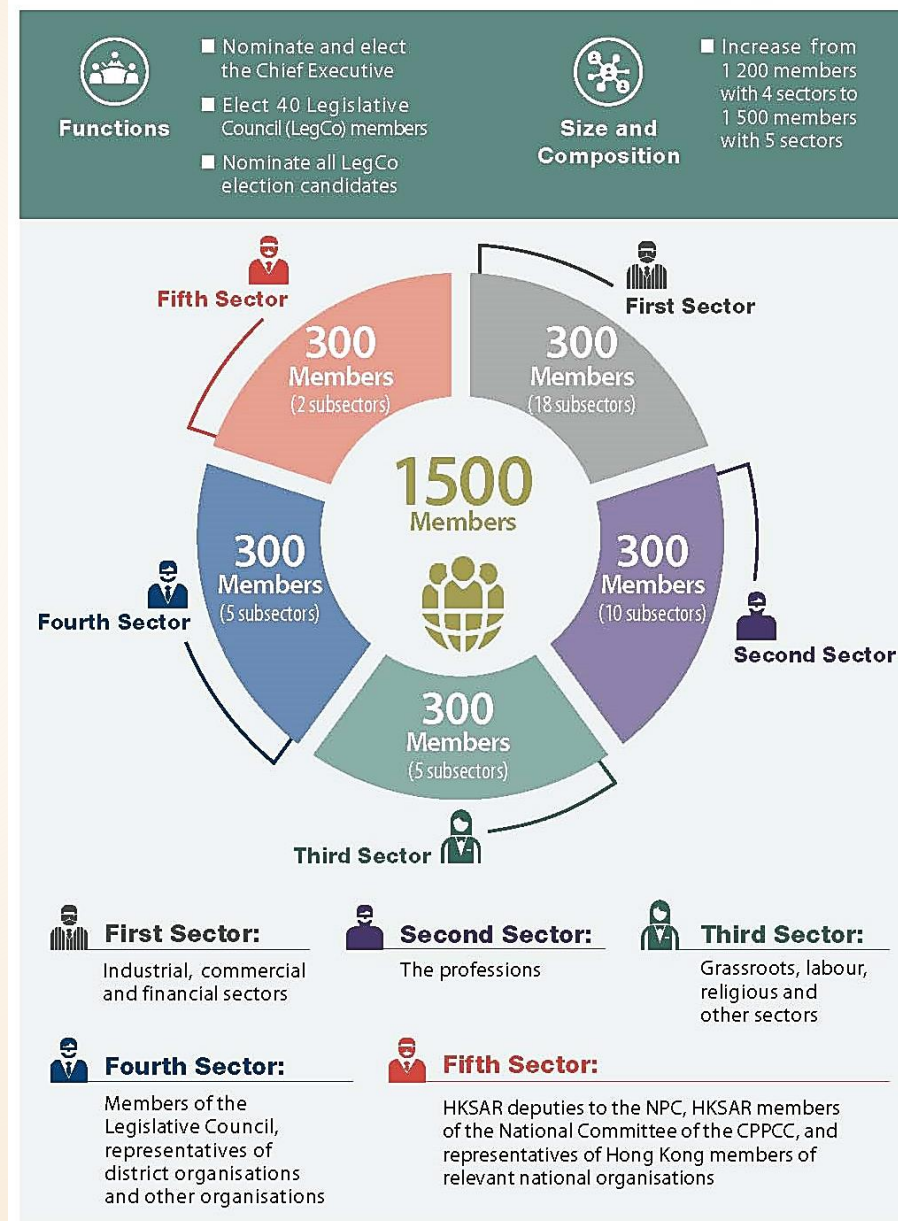 Functions
■ Nominate and elect
the Chief Executive
■ Elect 40 Legislative
Council (LegCo) members
■ Nominate all LegCo
election candidates
Size and
Composition
■ Increase from
1 200 members
with 4 sectors to
1 500 members
with 5 sectors
Fifth Sector
300
Members
(2 subsectors)
First Sector
300
Members
(18 subsectors)
1500
Members
Fourth Sector
300
Members
(5 subsectors)
Second Sector
300
Members
(10 subsectors)
300
Members
(5 subsectors)
Third Sector
First Sector:
Industrial, commercial
and financial sectors
Second Sector:
The professions
Third Sector:
Grassroots, labour,
religious and
other sectors
Fourth Sector:
Members of the
Legislative Council,
representatives of
district organisations
and other organisations
Fifth Sector:
HKSAR deputies to the NPC, HKSAR members
of the National Committee of the CPPCC, and
representatives of Hong Kong members of
relevant national organisations